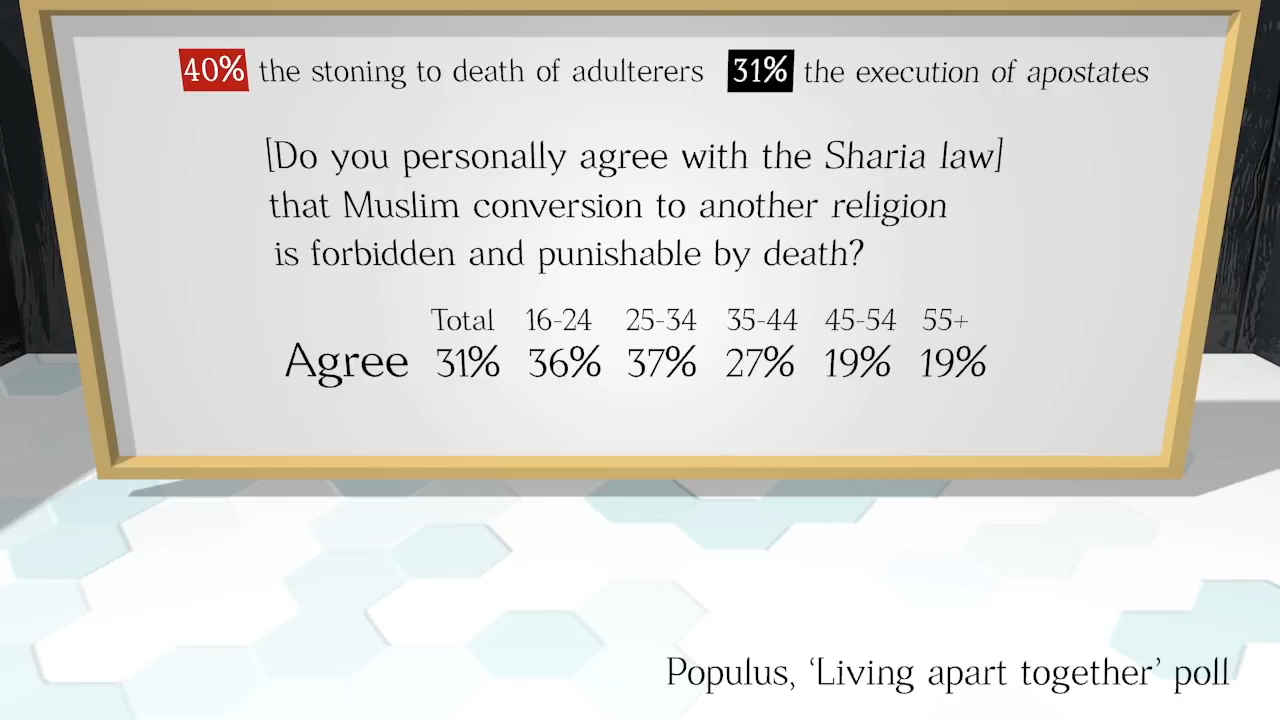 40% the stoning to death of adulterers 31% the execution of apostates
[Do you personally agree with the Sharia law]
that Muslim conversion to another religion
is forbidden and punishable by death?
Total 16-24 25-34 35-44 45-54 55+
Agree 31% 36% 37% 27% 19% 19%
Populus, ‘Living apart together’ poll